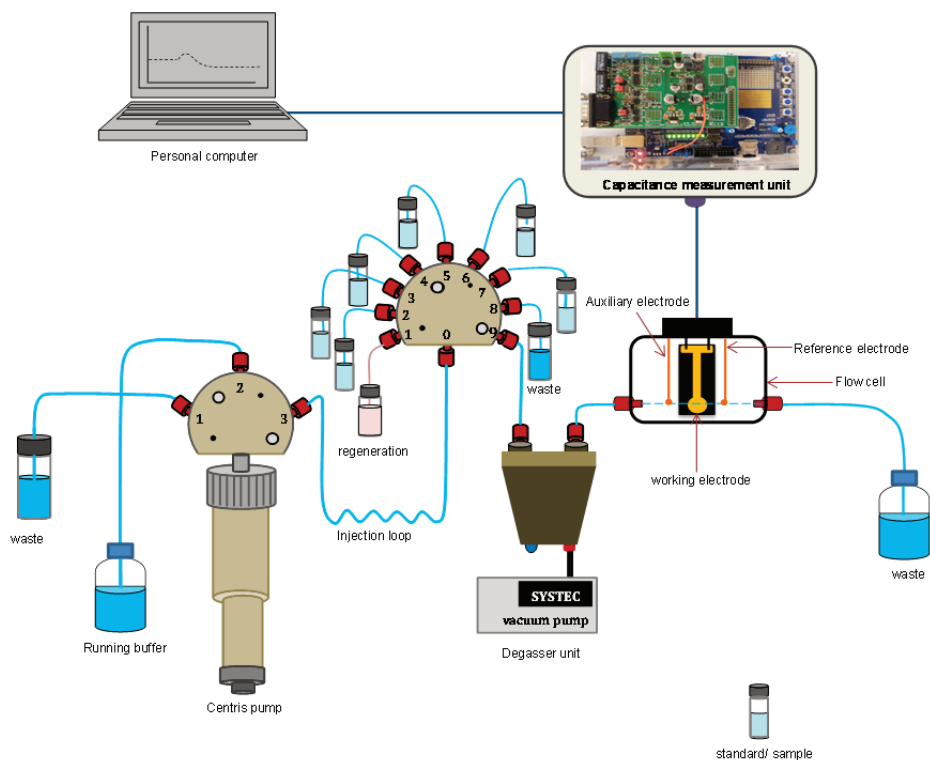 Personal computer
Capacitance measurement unit
4 5 6
3 7
2 8
1 0 9
Auxiliary electrode
Reference electrode
Flow cell
waste
2
1 3
regeneration
working electrode
waste
Injection loop
waste
SYSTEC
vacuum pump
Running buffer
Degasser unit
Centris pump
standard/ sample